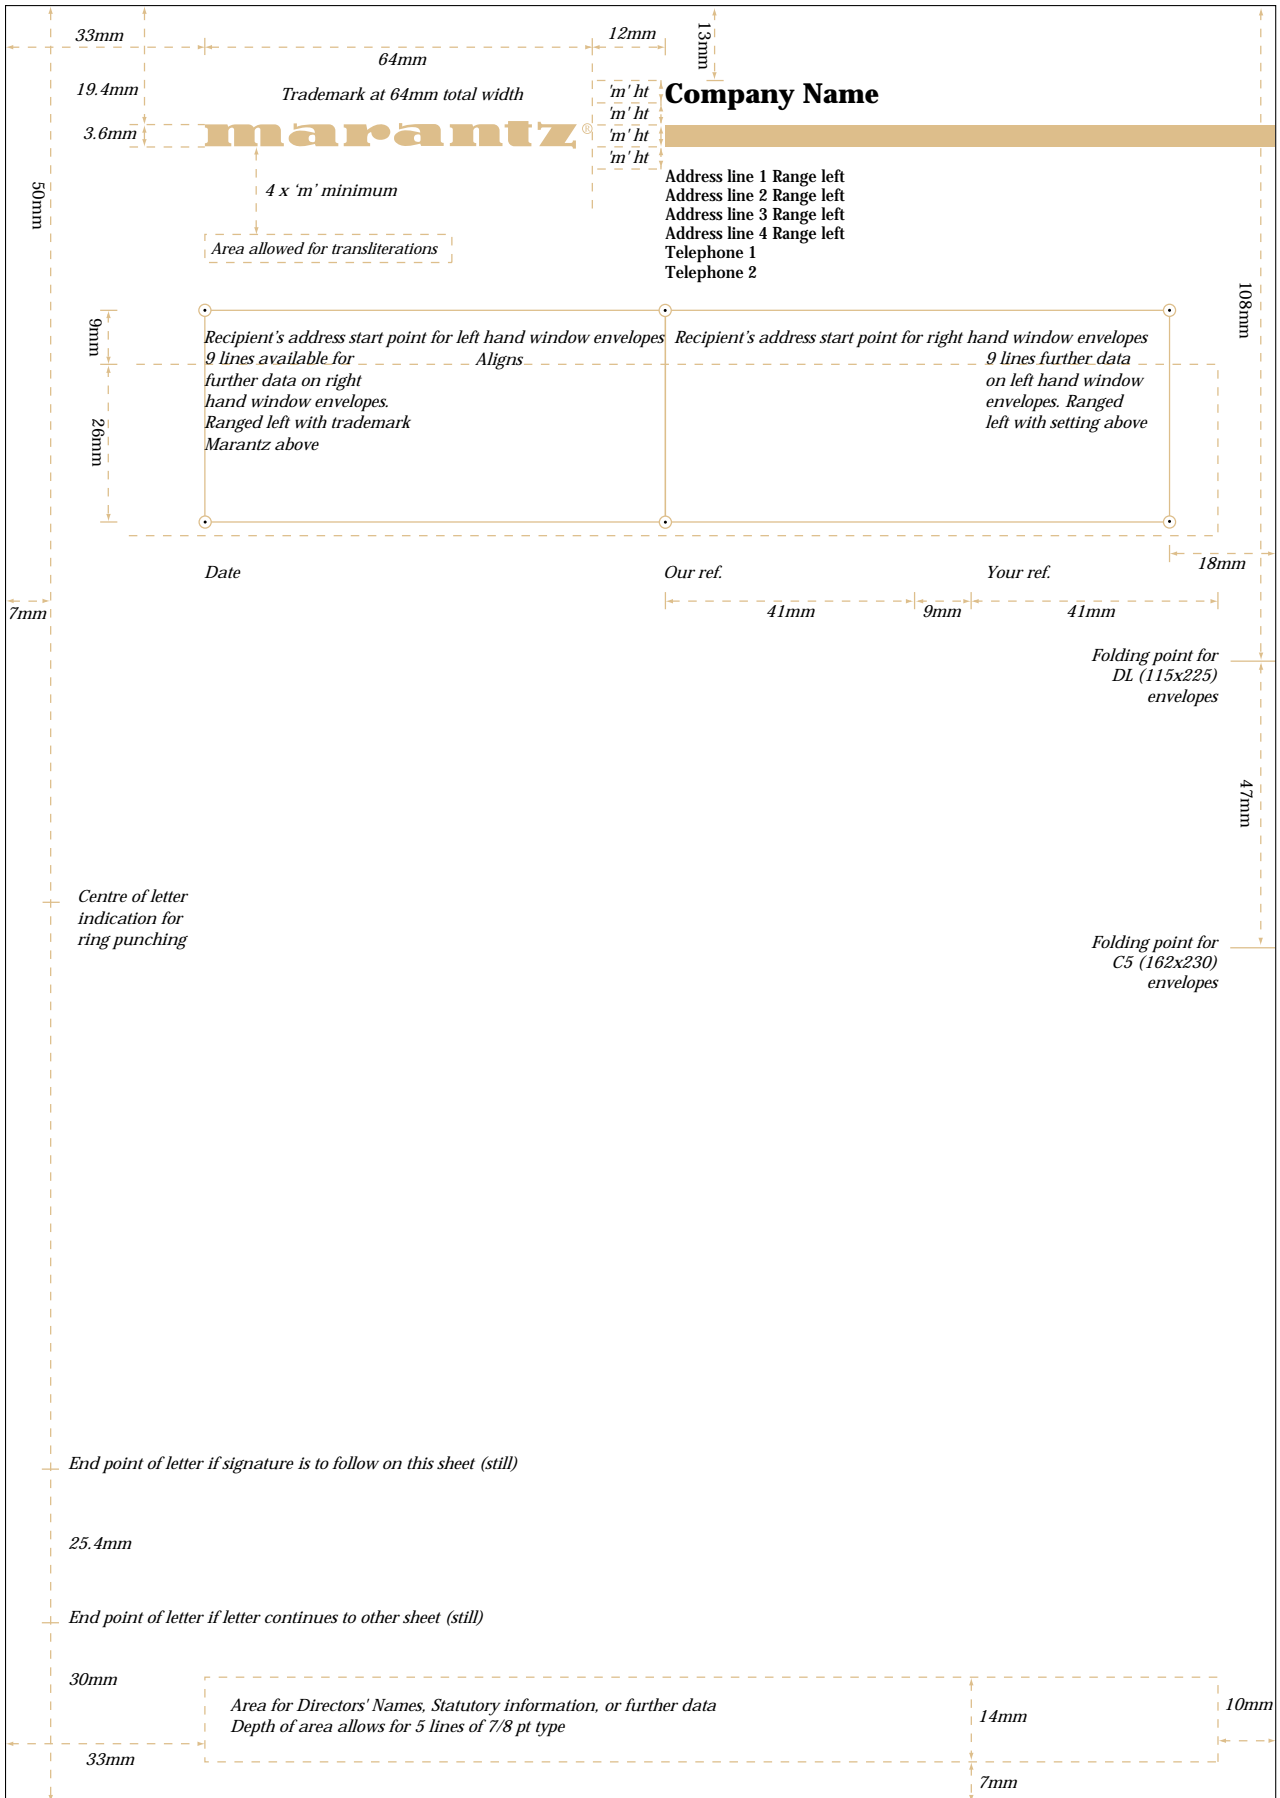 33mm
12mm
13mm
64mm
19.4mm
Trademark at 64mm total width
'm' ht
Company Name
'm' ht
3.6mm
marantz®
'm' ht
'm' ht
50mm
4 x ‘m’ minimum
Address line 1 Range left
Address line 2 Range left
Address line 3 Range left
Address line 4 Range left
Telephone 1
Telephone 2
Area allowed for transliterations
108mm
9mm
Recipient's address start point for left hand window envelopes
9 lines available for
further data on right
hand window envelopes.
Ranged left with trademark
Marantz above
Aligns
Recipient's address start point for right hand window envelopes
9 lines further data
on left hand window
envelopes. Ranged
left with setting above
26mm
Date
Our ref.
Your ref.
18mm
7mm
41mm
9mm
41mm
Folding point for
DL (115x225)
envelopes
47mm
Centre of letter
indication for
ring punching
Folding point for
C5 (162x230)
envelopes
End point of letter if signature is to follow on this sheet (still)
25.4mm
End point of letter if letter continues to other sheet (still)
30mm
Area for Directors' Names, Statutory information, or further data
Depth of area allows for 5 lines of 7/8 pt type
14mm
10mm
33mm
7mm